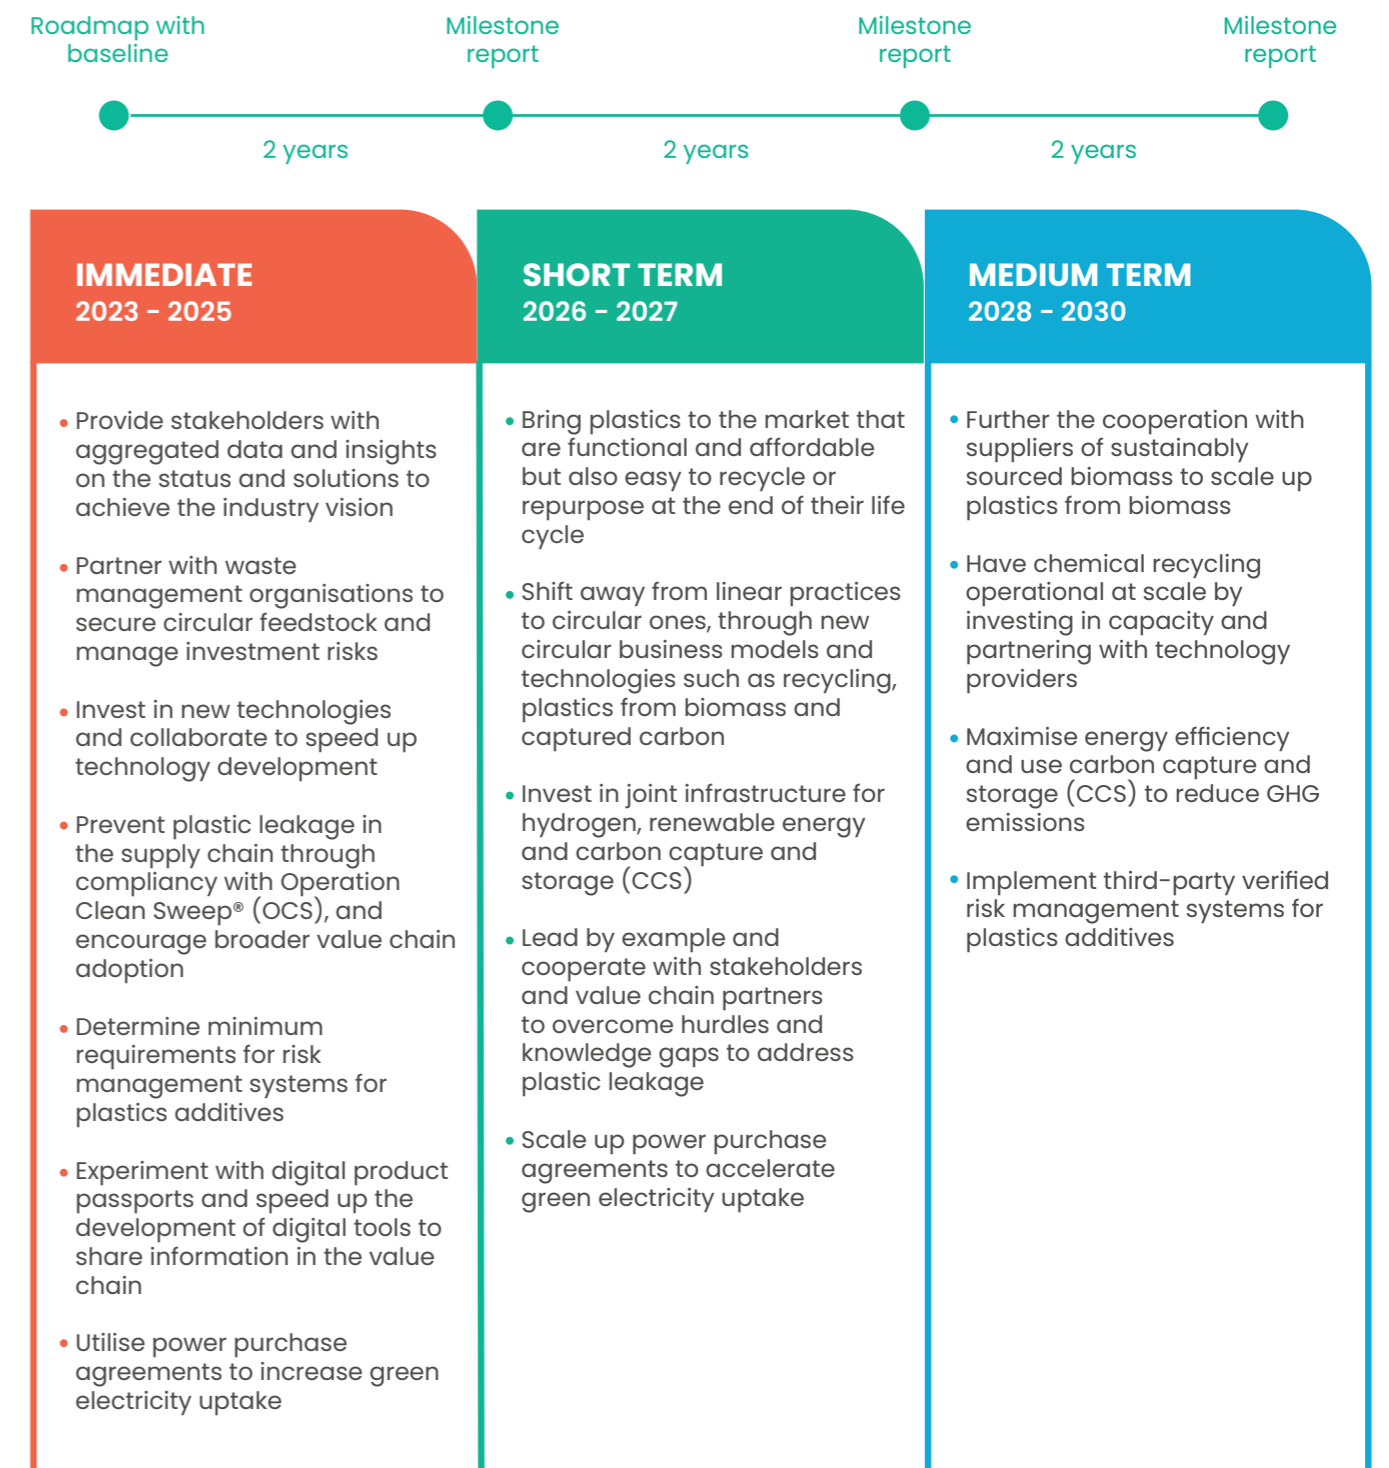 Roadmap with
baseline
Milestone
report
Milestone
report
Milestone
report
2 years
2 years
2 years
IMMEDIATE
2023 - 2025
• Provide stakeholders with
aggregated data and insights
on the status and solutions to
achieve the industry vision
• Partner with waste
management organisations to
secure circular feedstock and
manage investment risks
• Invest in new technologies
and collaborate to speed up
technology development
• Prevent plastic leakage in
the supply chain through
compliancy with Operation
Clean Sweep® (OCS), and
encourage broader value chain
adoption
• Determine minimum
requirements for risk
management systems for
plastics additives
• Experiment with digital product
passports and speed up the
development of digital tools to
share information in the value
chain
• Utilise power purchase
agreements to increase green
electricity uptake
SHORT TERM
2026 - 2027
• Bring plastics to the market that
are functional and affordable
but also easy to recycle or
repurpose at the end of their life
cycle
• Shift away from linear practices
to circular ones, through new
circular business models and
technologies such as recycling,
plastics from biomass and
captured carbon
• Invest in joint infrastructure for
hydrogen, renewable energy
and carbon capture and
storage (CCS)
• Lead by example and
cooperate with stakeholders
and value chain partners
to overcome hurdles and
knowledge gaps to address
plastic leakage
• Scale up power purchase
agreements to accelerate
green electricity uptake
MEDIUM TERM
2028 - 2030
• Further the cooperation with
suppliers of sustainably
sourced biomass to scale up
plastics from biomass
• Have chemical recycling
operational at scale by
investing in capacity and
partnering with technology
providers
• Maximise energy efficiency
and use carbon capture and
storage (CCS) to reduce GHG
emissions
• Implement third-party verified
risk management systems for
plastics additives